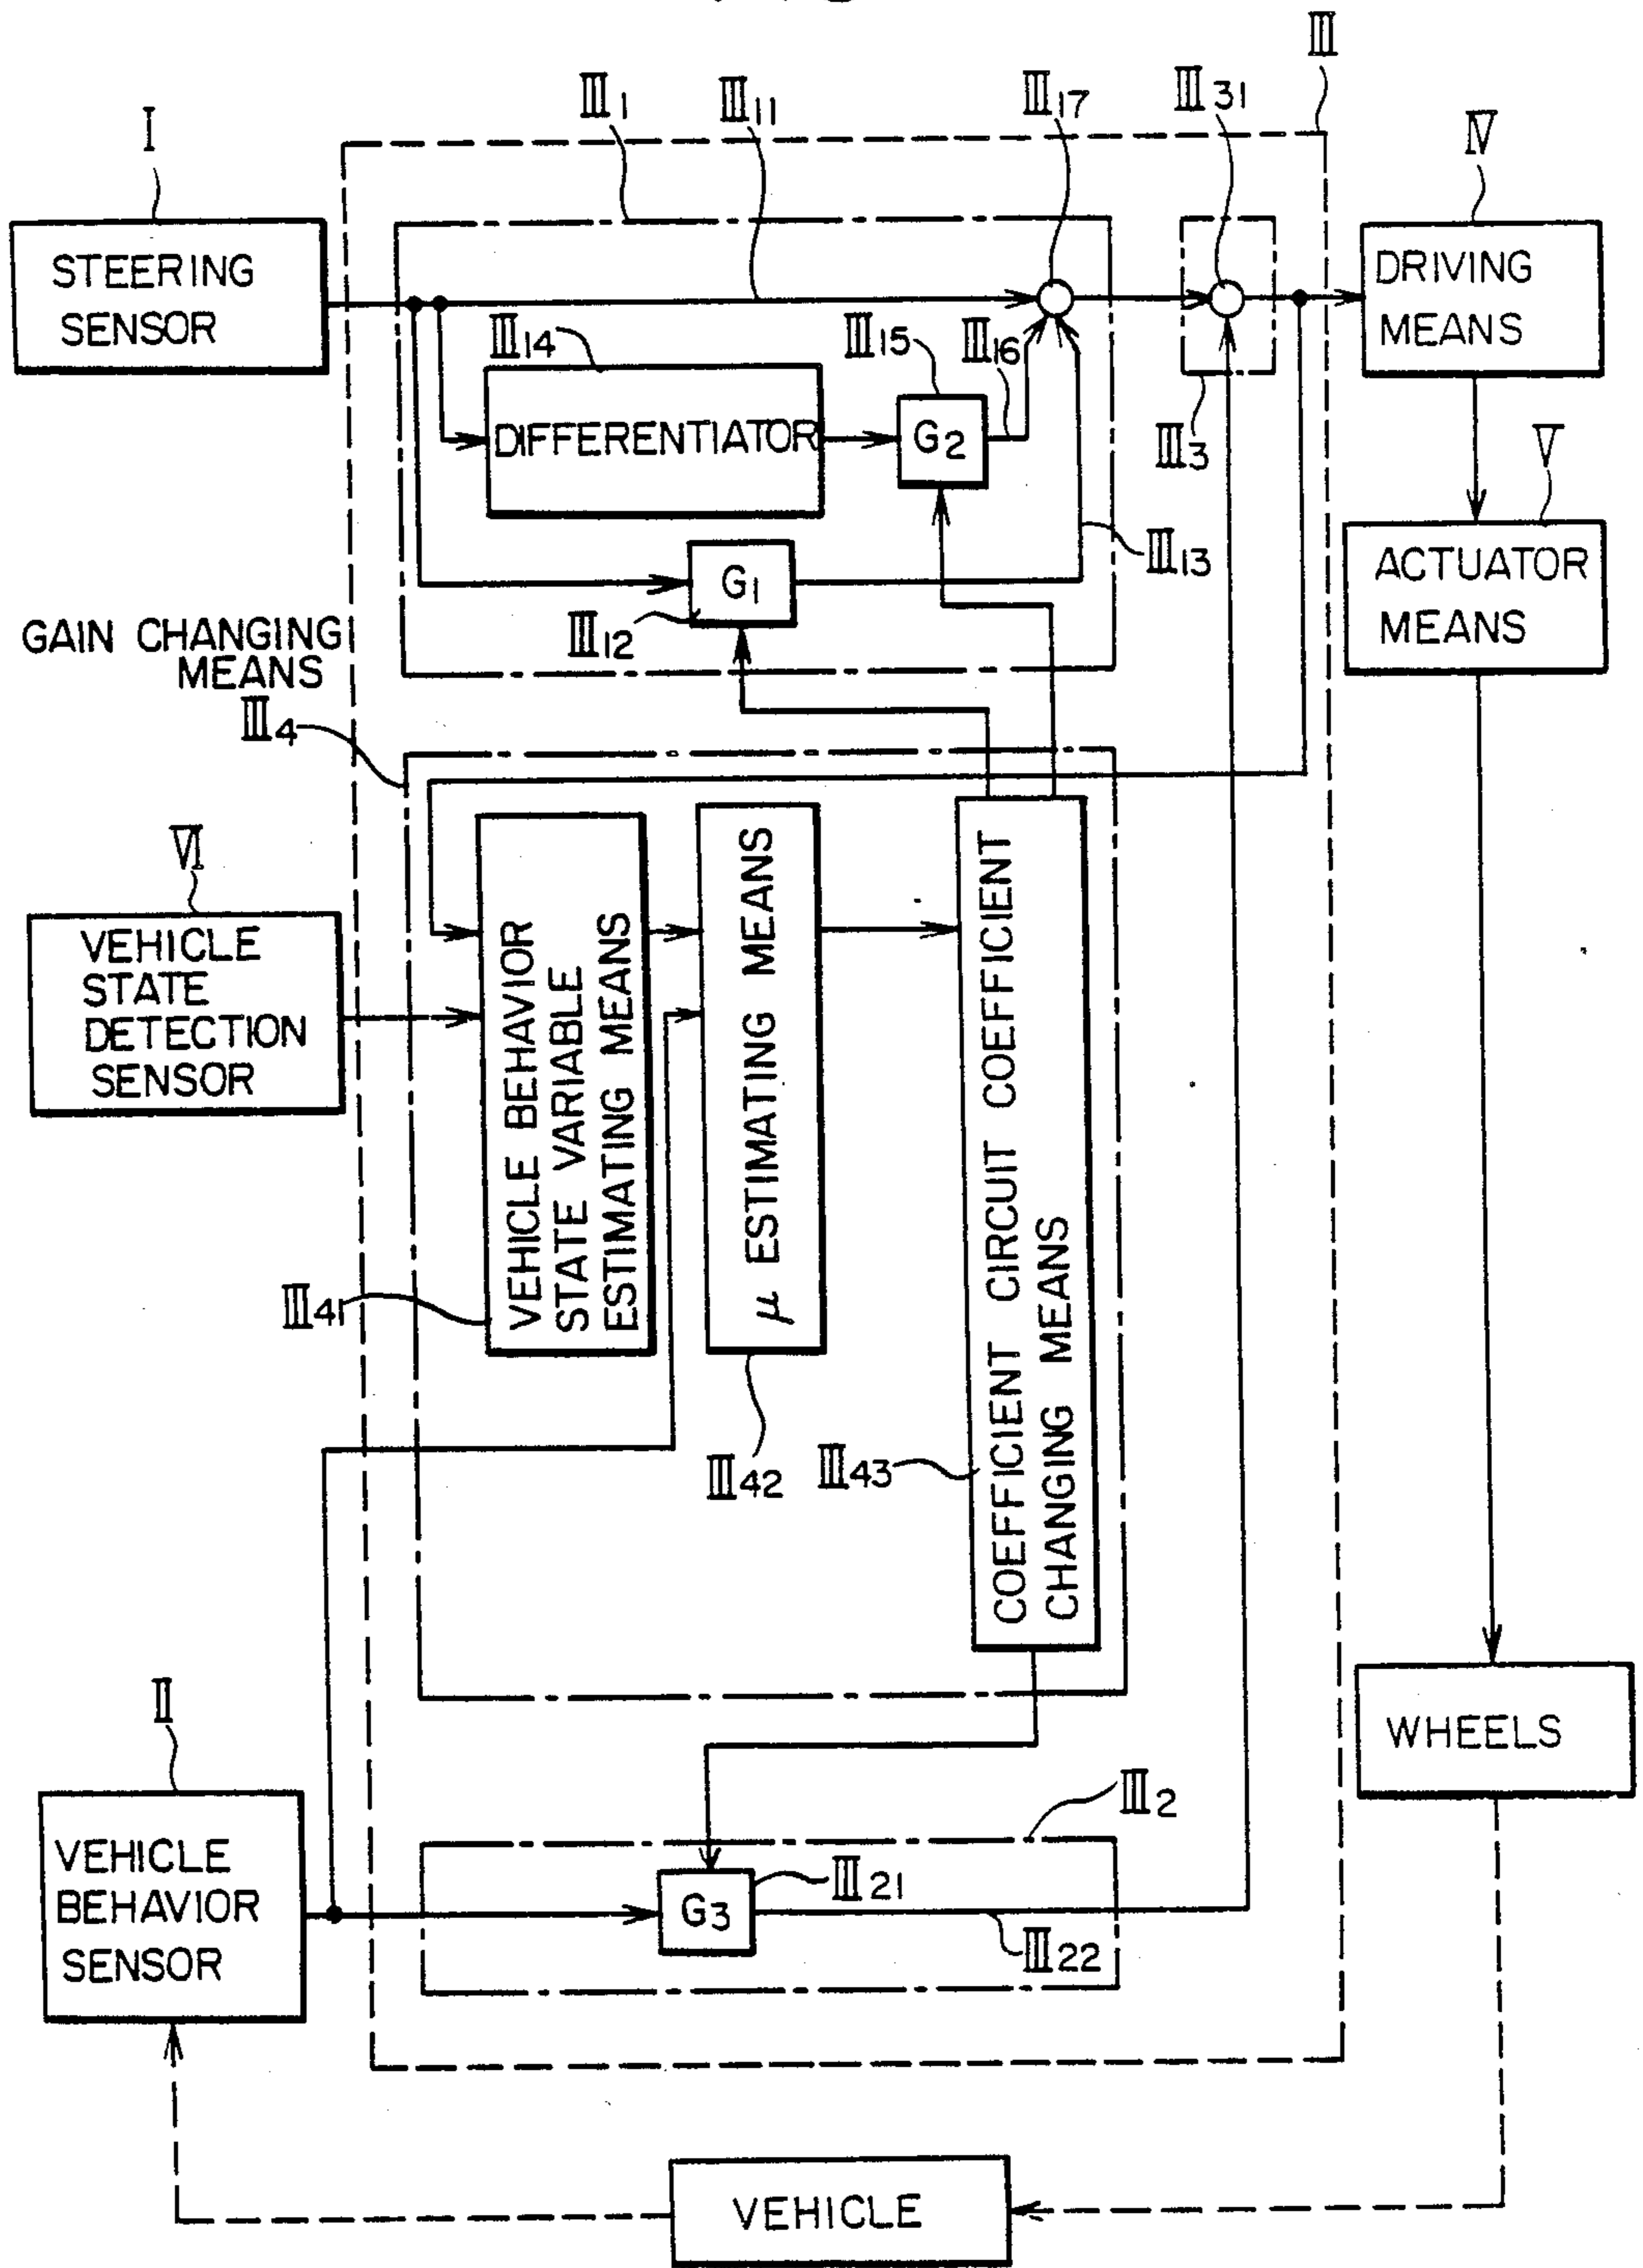 III
III1
III11
III17
III31
I
IV
STEERING
SENSOR
DRIVING
MEANS
III14
III15
III16
DIFFERENTIATOR
G2
III3
V
III13
G1
III12
ACTUATOR
MEANS
GAIN CHANGING
MEANS
III4
VI
VEHICLE
STATE
DETECTION
SENSOR
VEHICLE BEHAVIOR
STATE VARIABLE
ESTIMATING MEANS
μ ESTIMATING MEANS
COEFFICIENT CIRCUIT COEFFICIENT
CHANGING MEANS
III41
III42
III43
II
WHEELS
III2
VEHICLE
BEHAVIOR
SENSOR
G3
III21
III22
VEHICLE